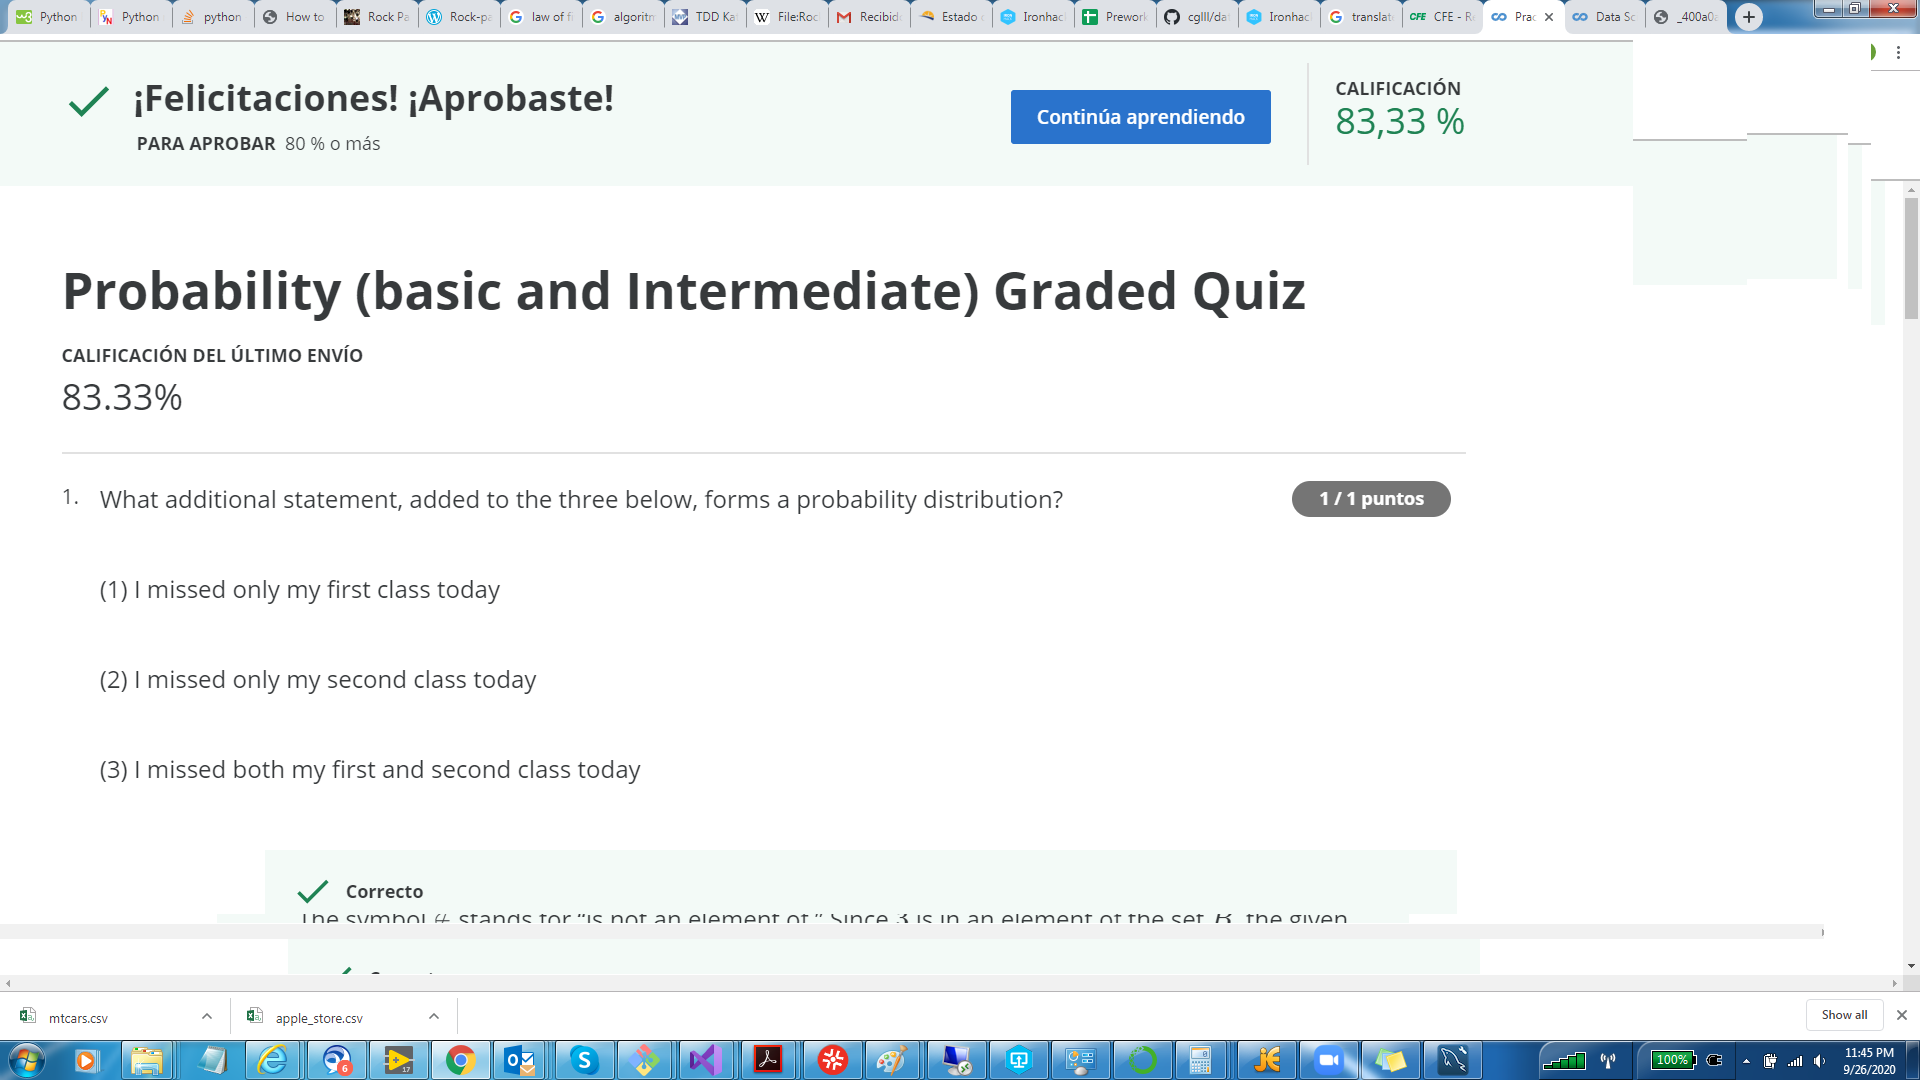 Python
Python
python
How to
Rock Pa
Rock-pa
law of f
algoritm
TDD Kat
File:Roc
Recibido
Estado
Ironhac
Prework
cglll/dat
Ironhac
translat
CFE - R
Prac
Data Sc
_400a0a
¡Felicitaciones! ¡Aprobaste!
PARA APROBAR 80 % o más
Continúa aprendiendo
CALIFICACIÓN
83,33 %
Probability (basic and Intermediate) Graded Quiz
CALIFICACIÓN DEL ÚLTIMO ENVÍO
83.33%
1. What additional statement, added to the three below, forms a probability distribution?
1 / 1 puntos
(1) I missed only my first class today
(2) I missed only my second class today
(3) I missed both my first and second class today
Correcto
The symbol ∉ stands for “is not an element of.” Since 3 is in an element of the set B, the given
mtcars.csv
apple_store.csv
Show all
100%
11:45 PM
9/26/2020